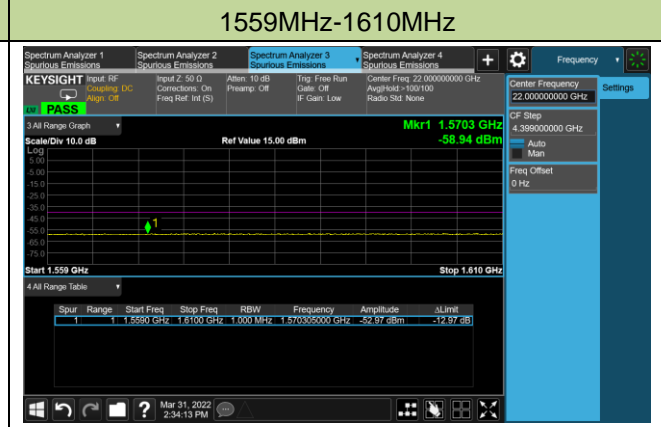 1559MHz-1610MHz
Spectrum Analyzer 1
Spurious Emissions
Spectrum Analyzer 2
Spurious Emissions
Spectrum Analyzer 3
Spurious Emissions
Spectrum Analyzer 4
Spurious Emissions
+
Frequency
KEYSIGHT
Input: RF
Coupling: DC
Align: Off
Input Z: 50 Ω
Corrections: On
Freq Ref: Int (S)
Atten: 10 dB
Preamp: Off
Trig: Free Run
Gate: Off
IF Gain: Low
Center Freq: 22.000000000 GHz
Avg|Hold:>100/100
Radio Std: None
PASS
3 All Range Graph
Scale/Div 10.0 dB
Ref Value 15.00 dBm
Mkr1 1.5703 GHz
-58.94 dBm
Log
5.00
-5.00
-15.0
-25.0
-35.0
-45.0
-55.0
-65.0
-75.0
1
Start 1.559 GHz
Stop 1.610 GHz
4 All Range Table
Spur Range Start Freq Stop Freq RBW Frequency Amplitude ΔLimit
1 1 1.5590 GHz 1.6100 GHz 1.000 MHz 1.570305000 GHz -52.97 dBm -12.97 dB
Center Frequency
22.000000000 GHz
Settings
CF Step
4.399000000 GHz
Auto
Man
Freq Offset
0 Hz
?
Mar 31, 2022
2:34:13 PM